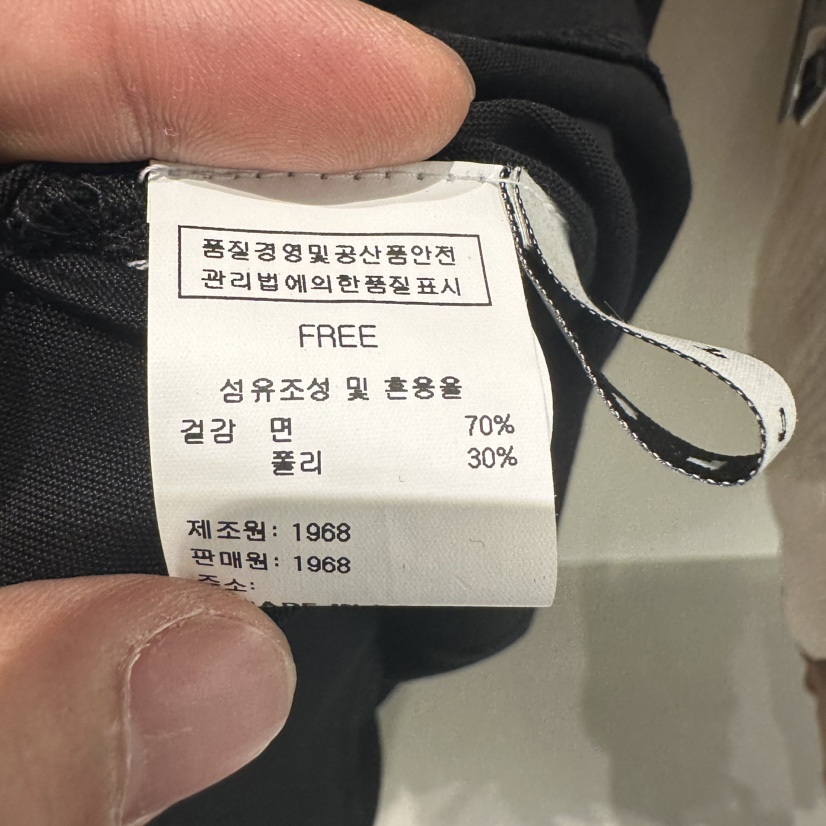 품질경영및공산품안전
관리법에의한품질표시
FREE
섬유조성 및 혼용율
겉감 면 70%
폴리 30%
제조원: 1968
판매원: 1968
주소: